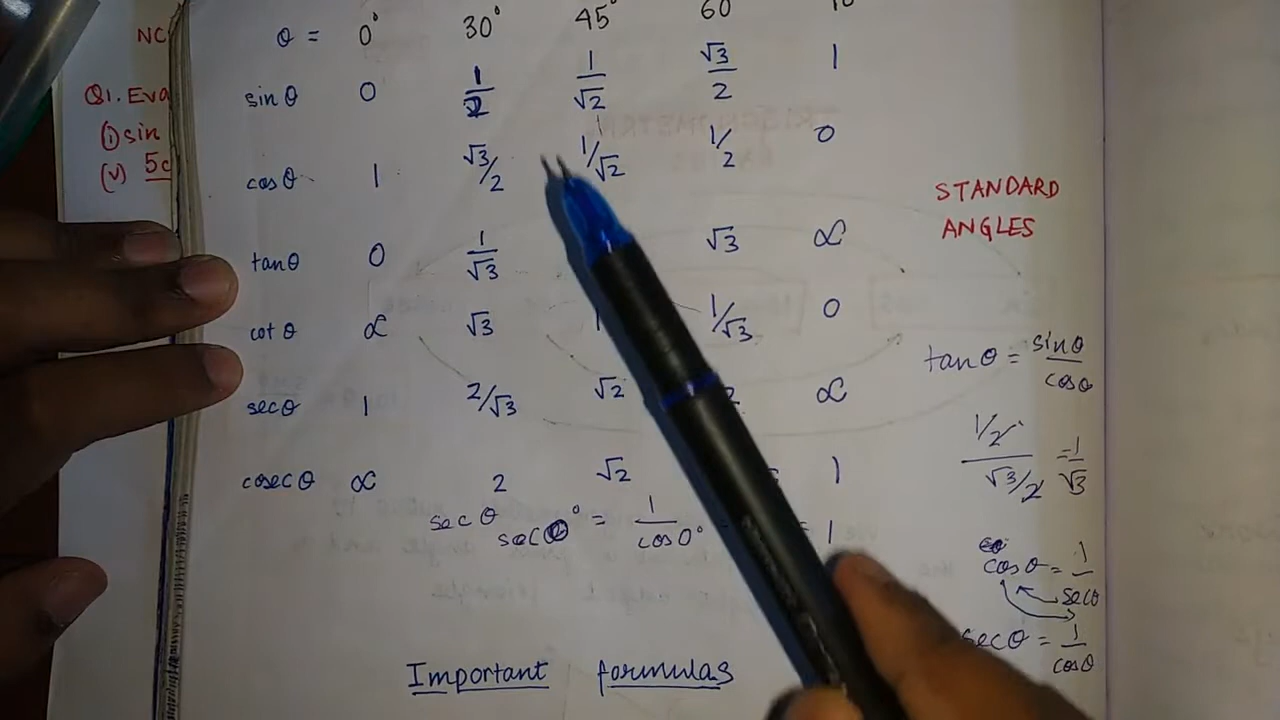 NC
Q1. Eva
(i) sin
(v) 5c
θ = 0° 30° 45° 60
sinθ 0 1/2 1/√2 √3/2 1
cosθ 1 √3/2 1/√2 1/2 0
tanθ 0 1/√3 √3 ∝
cotθ ∝ √3 1 1/√3 0
secθ 1 2/√3 √2 2 ∝
cosecθ ∝ 2 √2 1
secθ sec0° = 1/cos0° = 1
Important formulas
STANDARD
ANGLES
tanθ = sinθ/cosθ
1/2 / √3/2 = 1/√3
cosθ = 1/secθ
secθ = 1/cosθ